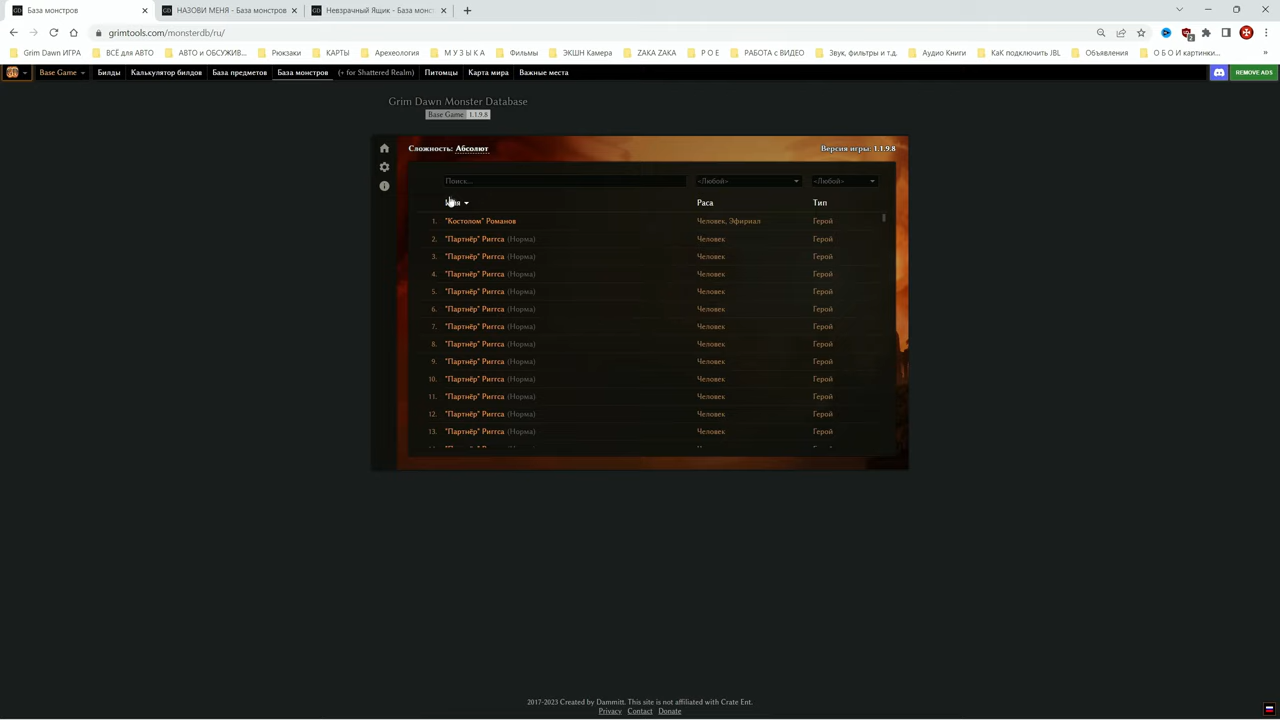 База монстров
НАЗОВИ МЕНЯ - База монстров
Невзрачный Ящик - База монс
grimtools.com/monsterdb/ru/
Grim Dawn ИГРА
ВСЁ для АВТО
АВТО и ОБСУЖИВ...
Рюкзаки
КАРТЫ
Археология
М У З Ы К А
Фильмы
ЭКШН Камера
ZAKA ZAKA
Р О Е
РАБОТА с ВИДЕО
Звук, фильтры и т.д.
Аудио Книги
КаК подключить JBL
Объявления
О Б О И картинки...
Base Game
Билды
Калькулятор билдов
База предметов
База монстров
(+ for Shattered Realm)
Питомцы
Карта мира
Важные места
REMOVE ADS
Grim Dawn Monster Database
Base Game 1.1.9.8
Сложность: Абсолют
Версия игры: 1.1.9.8
Поиск...
<Любой>
<Любой>
Имя
Раса
Тип
1. "Костолом" Романов Человек, Эфириал Герой
2. "Партнёр" Риггса (Норма) Человек Герой
3. "Партнёр" Риггса (Норма) Человек Герой
4. "Партнёр" Риггса (Норма) Человек Герой
5. "Партнёр" Риггса (Норма) Человек Герой
6. "Партнёр" Риггса (Норма) Человек Герой
7. "Партнёр" Риггса (Норма) Человек Герой
8. "Партнёр" Риггса (Норма) Человек Герой
9. "Партнёр" Риггса (Норма) Человек Герой
10. "Партнёр" Риггса (Норма) Человек Герой
11. "Партнёр" Риггса (Норма) Человек Герой
12. "Партнёр" Риггса (Норма) Человек Герой
13. "Партнёр" Риггса (Норма) Человек Герой
2017-2023 Created by Dammitt. This site is not affiliated with Crate Ent.
Privacy Contact Donate